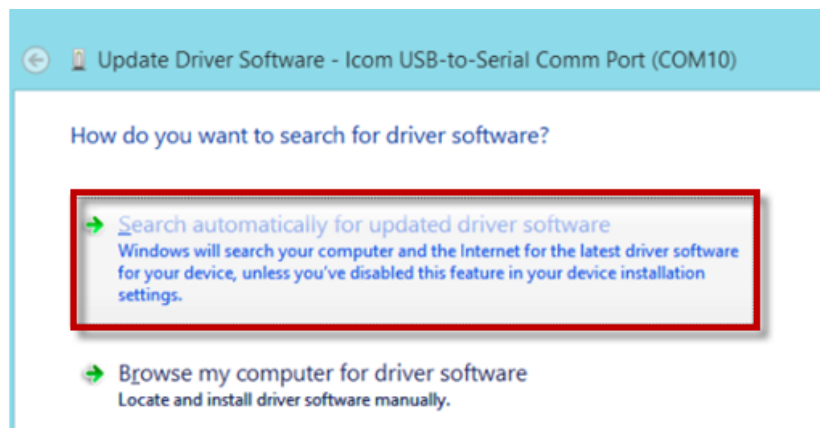 Update Driver Software - Icom USB-to-Serial Comm Port (COM10)
How do you want to search for driver software?
Search automatically for updated driver software
Windows will search your computer and the Internet for the latest driver software
for your device, unless you've disabled this feature in your device installation
settings.
Browse my computer for driver software
Locate and install driver software manually.